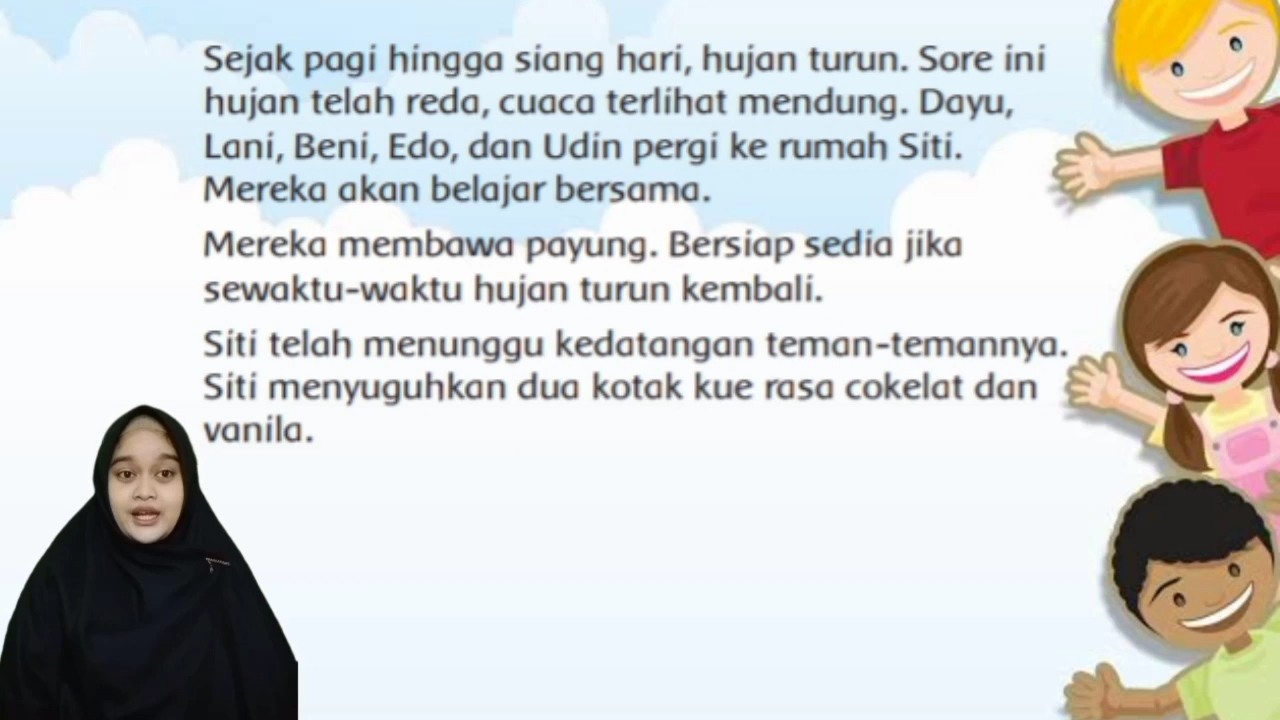 Sejak pagi hingga siang hari, hujan turun. Sore ini
hujan telah reda, cuaca terlihat mendung. Dayu,
Lani, Beni, Edo, dan Udin pergi ke rumah Siti.
Mereka akan belajar bersama.
Mereka membawa payung. Bersiap sedia jika
sewaktu-waktu hujan turun kembali.
Siti telah menunggu kedatangan teman-temannya.
Siti menyuguhkan dua kotak kue rasa cokelat dan
vanila.